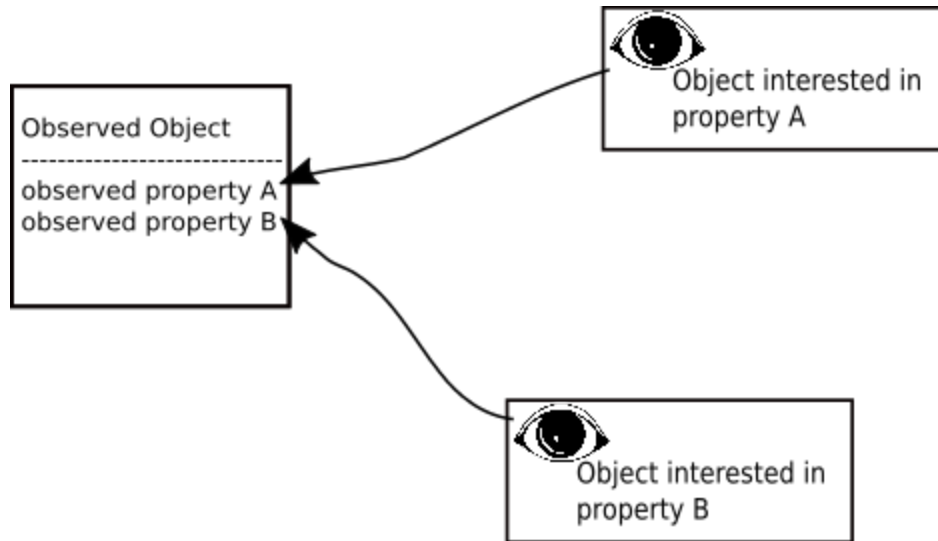 Observed Object
observed property A
observed property B
Object interested in
property A
Object interested in
property B